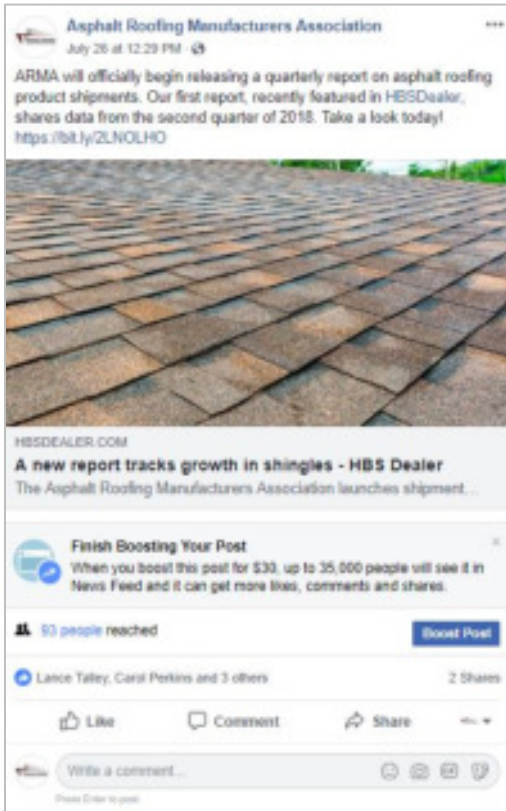 Asphalt Roofing Manufacturers Association
July 26 at 12:29 PM ·
ARMA will officially begin releasing a quarterly report on asphalt roofing
product shipments. Our first report, recently featured in HBSDealer,
shares data from the second quarter of 2018. Take a look today!
https://bit.ly/2LNOLHO
HBSDEALER.COM
A new report tracks growth in shingles - HBS Dealer
The Asphalt Roofing Manufacturers Association launches shipment...
Finish Boosting Your Post
When you boost this post for $30, up to 35,000 people will see it in
News Feed and it can get more likes, comments and shares.
93 people reached
Boost Post
Lance Talley, Carol Perkins and 3 others
2 Shares
Like
Comment
Share
Write a comment...
GIF
Press Enter to post.